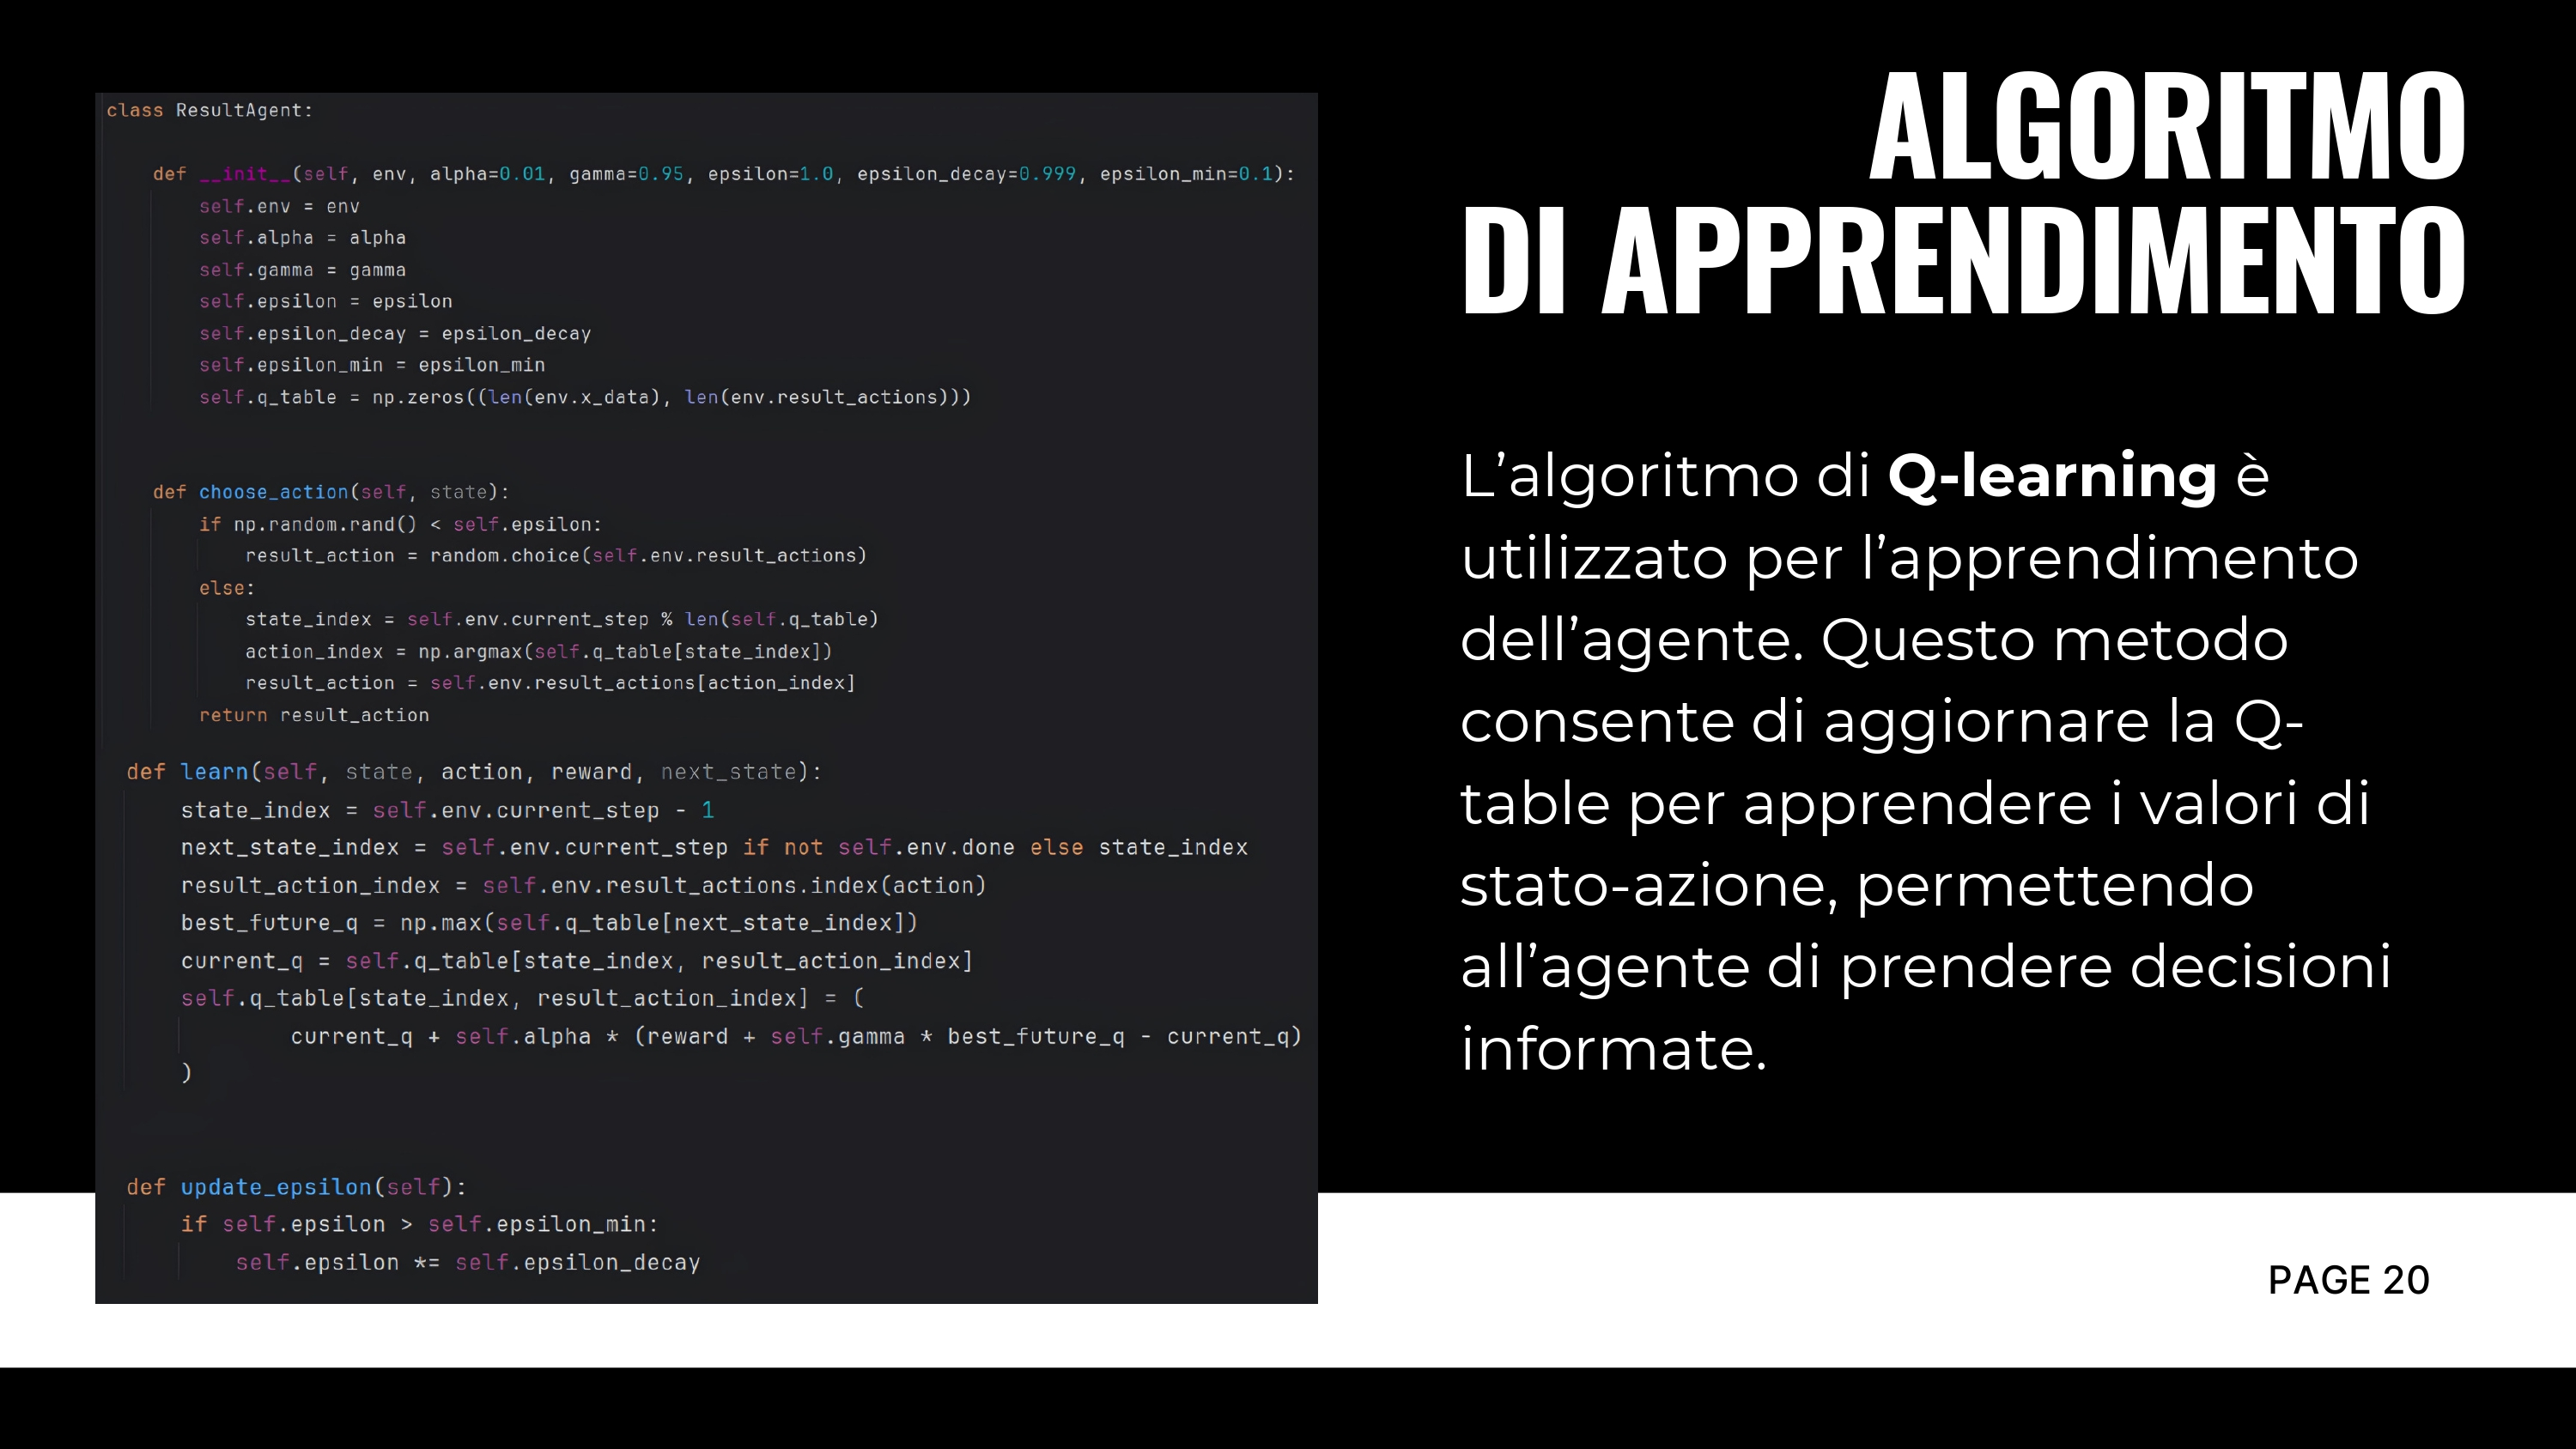 class ResultAgent:
def __init__(self, env, alpha=0.01, gamma=0.95, epsilon=1.0, epsilon_decay=0.999, epsilon_min=0.1):
self.env = env
self.alpha = alpha
self.gamma = gamma
self.epsilon = epsilon
self.epsilon_decay = epsilon_decay
self.epsilon_min = epsilon_min
self.q_table = np.zeros((len(env.x_data), len(env.result_actions)))
def choose_action(self, state):
if np.random.rand() < self.epsilon:
result_action = random.choice(self.env.result_actions)
else:
state_index = self.env.current_step % len(self.q_table)
action_index = np.argmax(self.q_table[state_index])
result_action = self.env.result_actions[action_index]
return result_action
def learn(self, state, action, reward, next_state):
state_index = self.env.current_step - 1
next_state_index = self.env.current_step if not self.env.done else state_index
result_action_index = self.env.result_actions.index(action)
best_future_q = np.max(self.q_table[next_state_index])
current_q = self.q_table[state_index, result_action_index]
self.q_table[state_index, result_action_index] = (
current_q + self.alpha * (reward + self.gamma * best_future_q - current_q)
)
def update_epsilon(self):
if self.epsilon > self.epsilon_min:
self.epsilon *= self.epsilon_decay
ALGORITMO
DI APPRENDIMENTO
L’algoritmo di Q-learning è
utilizzato per l’apprendimento
dell’agente. Questo metodo
consente di aggiornare la Q-
table per apprendere i valori di
stato-azione, permettendo
all’agente di prendere decisioni
informate.
PAGE 20